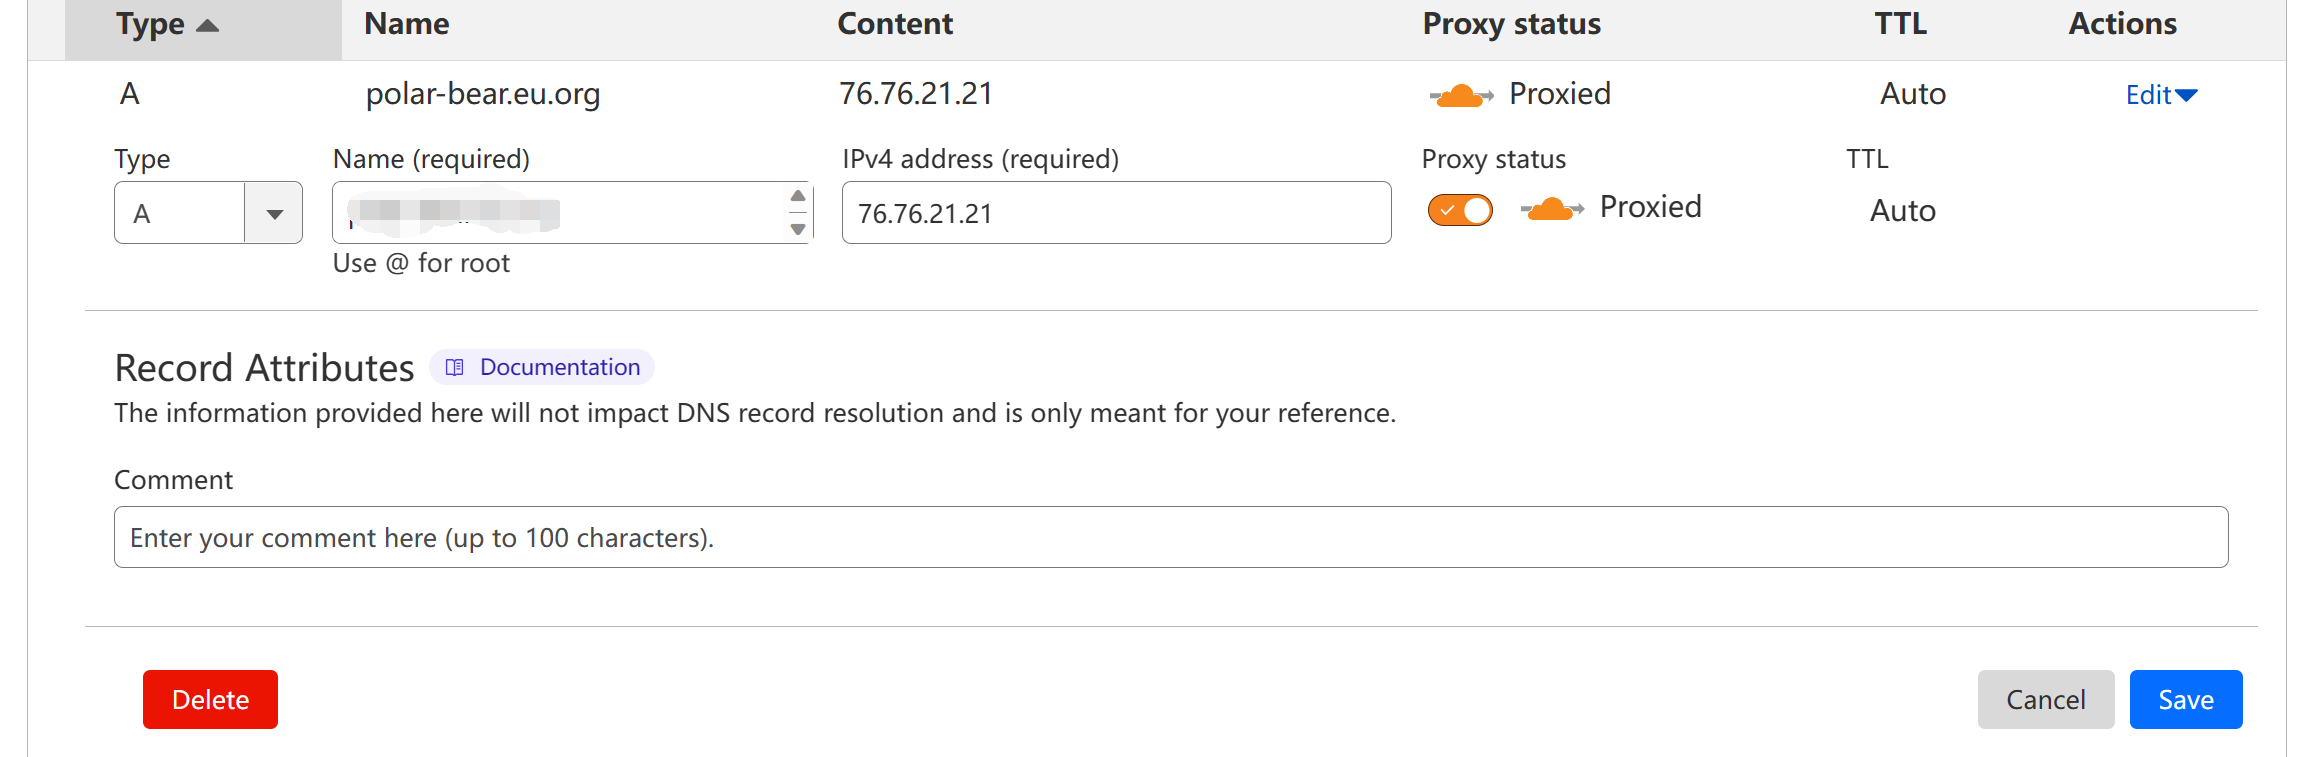 Type Name Content Proxy status TTL Actions
A polar-bear.eu.org 76.76.21.21 Proxied Auto Edit
Type Name (required) IPv4 address (required) Proxy status TTL
A 76.76.21.21 Proxied Auto
Use @ for root
Record Attributes Documentation
The information provided here will not impact DNS record resolution and is only meant for your reference.
Comment
Enter your comment here (up to 100 characters).
Delete Cancel Save